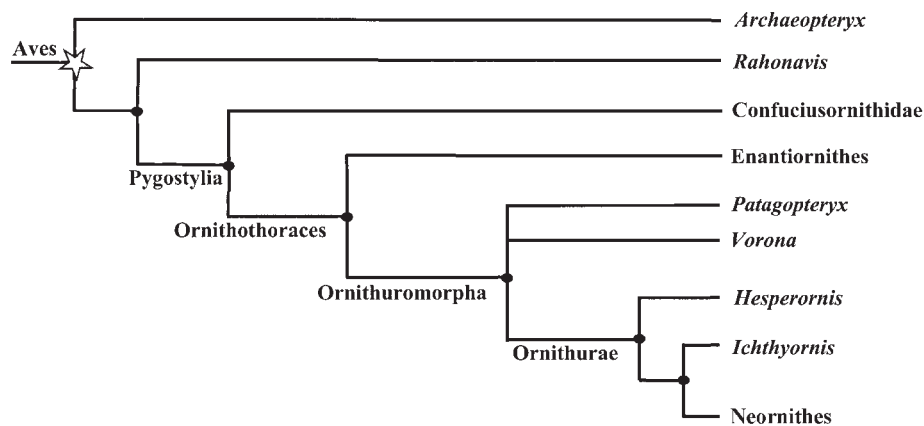 Archaeopteryx
Aves
Rahonavis
Confuciusornithidae
Enantiornithes
Pygostylia
Patagopteryx
Ornithothoraces
Vorona
Ornithuromorpha
Hesperornis
Ichthyornis
Ornithurae
Neornithes